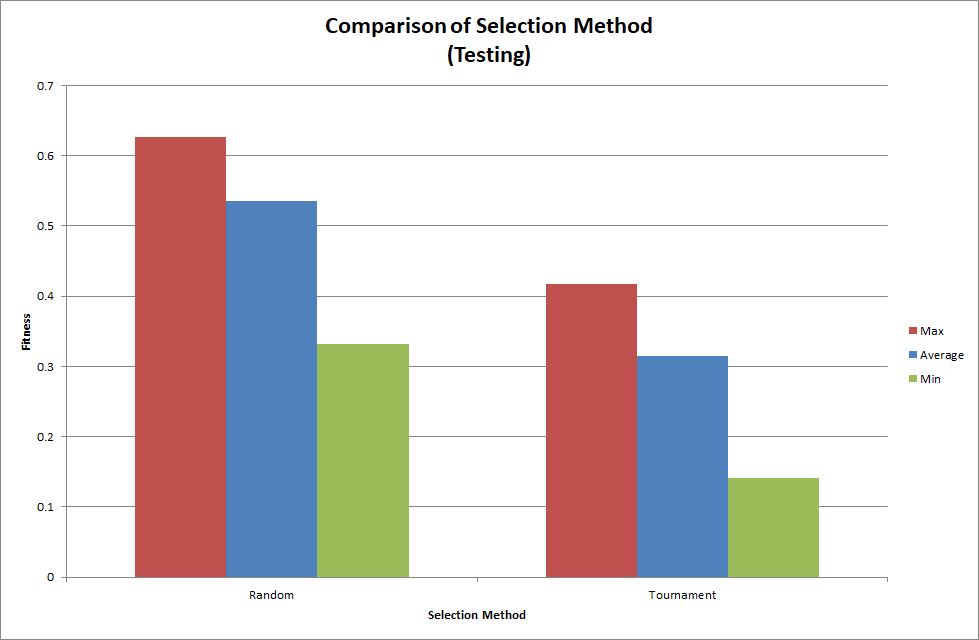 Comparison of Selection Method
(Testing)
0.7
0.6
0.5
0.4
0.3
0.2
0.1
0
Fitness
Random
Tournament
Selection Method
Max
Average
Min